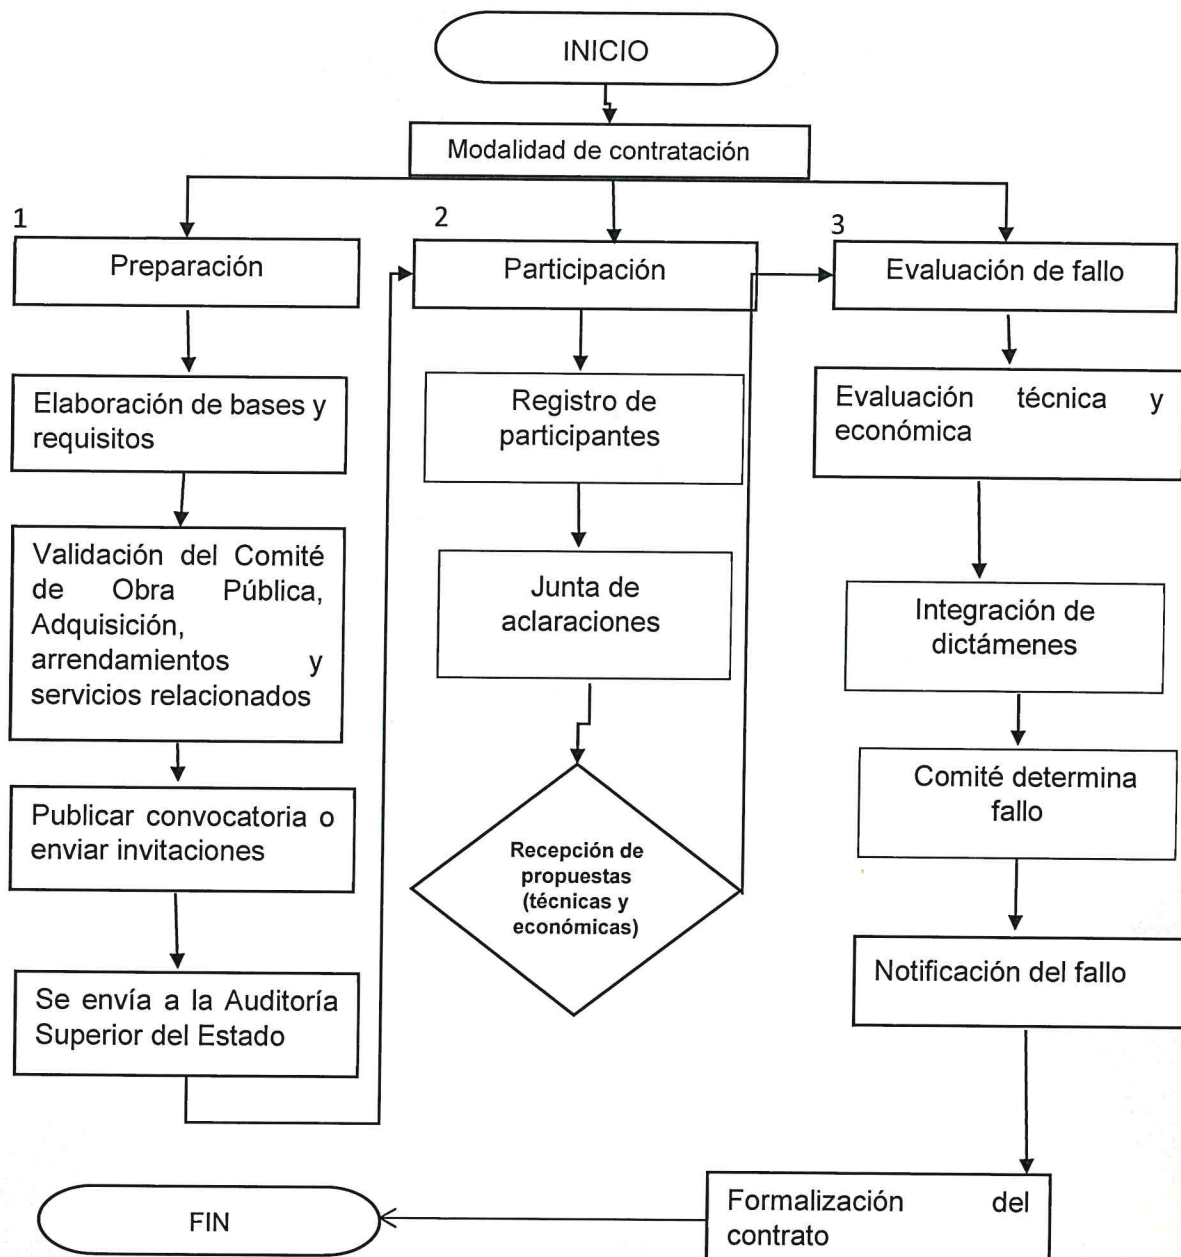 INICIO
Modalidad de contratación
1
Preparación
Elaboración de bases y
requisitos
Validación del Comité
de Obra Pública,
Adquisición,
arrendamientos y
servicios relacionados
Publicar convocatoria o
enviar invitaciones
Se envía a la Auditoría
Superior del Estado
2
Participación
Registro de
participantes
Junta de
aclaraciones
Recepción de
propuestas
(técnicas y
económicas)
3
Evaluación de fallo
Evaluación técnica y
económica
Integración de
dictámenes
Comité determina
fallo
Notificación del fallo
Formalización del
contrato
FIN